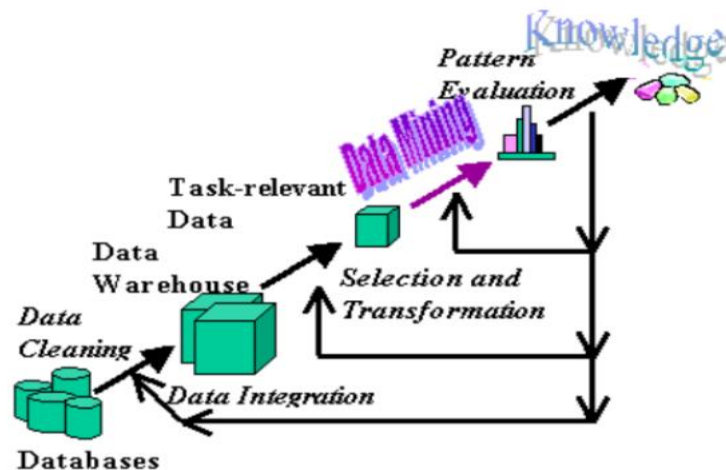 Knowledge
Pattern
Evaluation
Data Mining
Task-relevant
Data
Data
Warehouse
Selection and
Transformation
Data
Cleaning
Data Integration
Databases